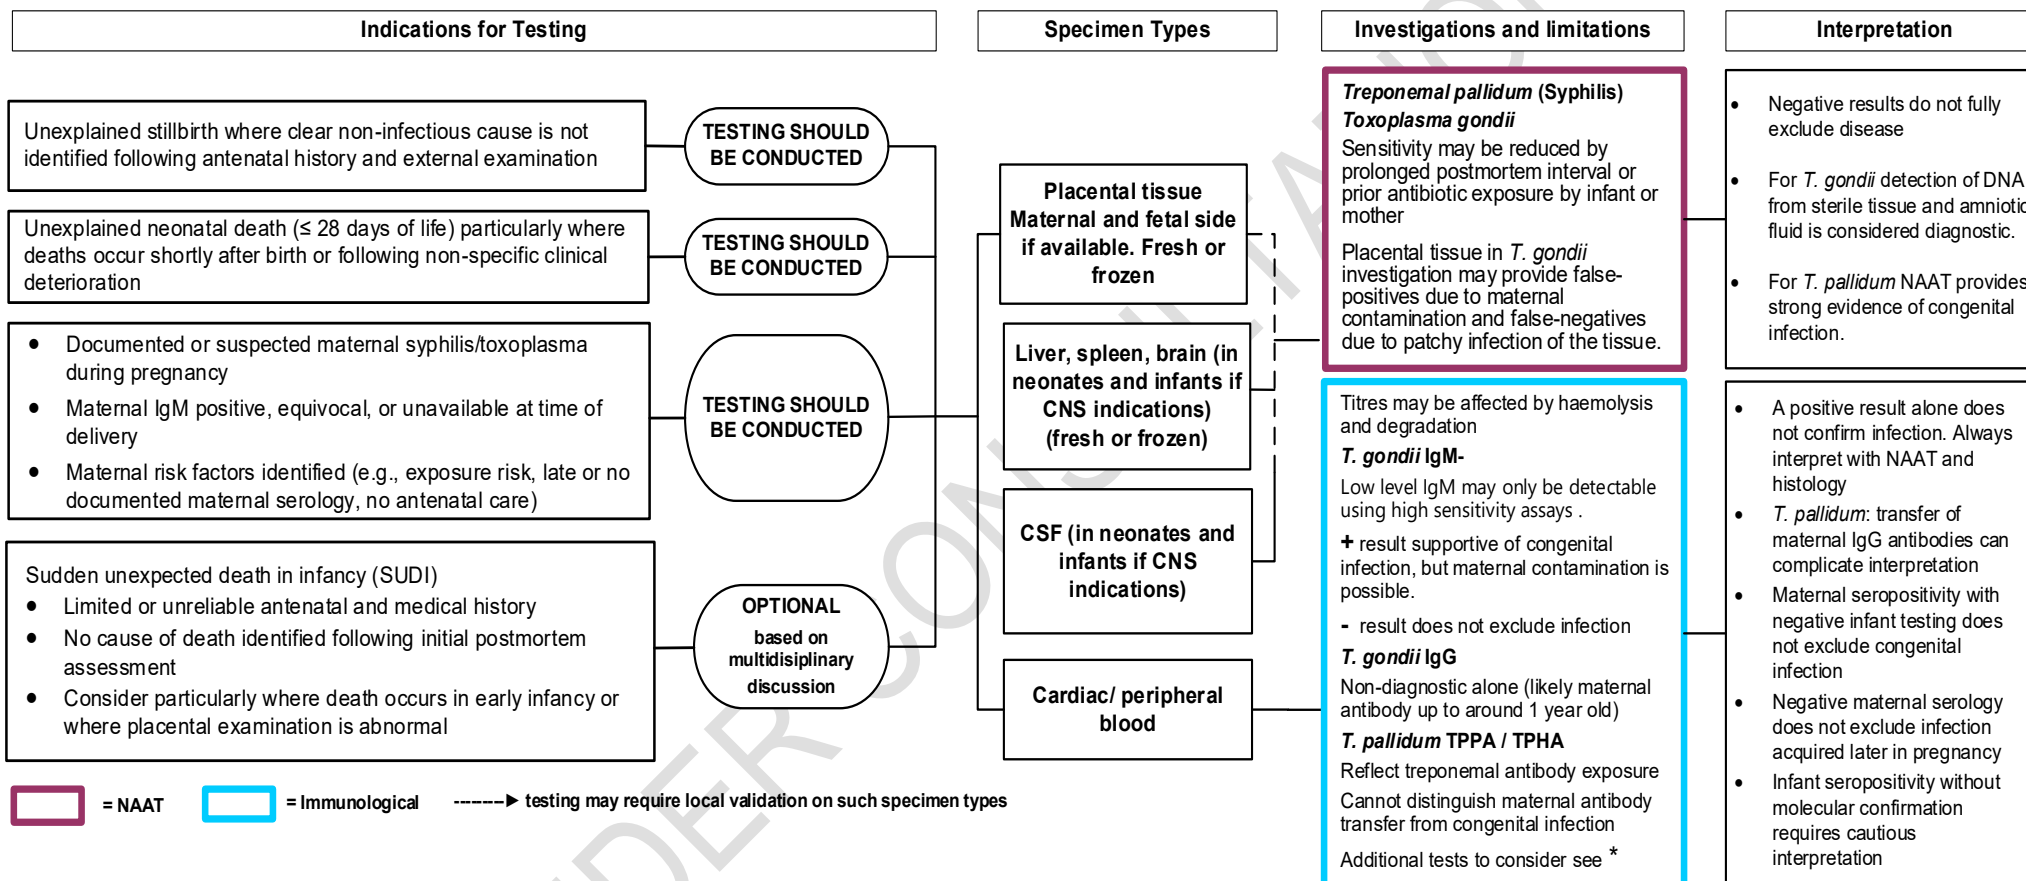 Indications for Testing
Specimen Types
Investigations and limitations
Interpretation
Unexplained stillbirth where clear non-infectious cause is not
identified following antenatal history and external examination
TESTING SHOULD
BE CONDUCTED
Unexplained neonatal death (≤ 28 days of life) particularly where
deaths occur shortly after birth or following non-specific clinical
deterioration
TESTING SHOULD
BE CONDUCTED
• Documented or suspected maternal syphilis/toxoplasma
during pregnancy
• Maternal IgM positive, equivocal, or unavailable at time of
delivery
• Maternal risk factors identified (e.g., exposure risk, late or no
documented maternal serology, no antenatal care)
TESTING SHOULD
BE CONDUCTED
Sudden unexpected death in infancy (SUDI)
• Limited or unreliable antenatal and medical history
• No cause of death identified following initial postmortem
assessment
• Consider particularly where death occurs in early infancy or
where placental examination is abnormal
OPTIONAL
based on
multidisiplinary
discussion
Placental tissue
Maternal and fetal side
if available. Fresh or
frozen
Liver, spleen, brain (in
neonates and infants if
CNS indications)
(fresh or frozen)
CSF (in neonates and
infants if CNS
indications)
Cardiac/ peripheral
blood
Treponemal pallidum (Syphilis)
Toxoplasma gondii
Sensitivity may be reduced by
prolonged postmortem interval or
prior antibiotic exposure by infant or
mother
Placental tissue in T. gondii
investigation may provide false-
positives due to maternal
contamination and false-negatives
due to patchy infection of the tissue.
Titres may be affected by haemolysis
and degradation
T. gondii IgM-
Low level IgM may only be detectable
using high sensitivity assays .
+ result supportive of congenital
infection, but maternal contamination is
possible.
- result does not exclude infection
T. gondii IgG
Non-diagnostic alone (likely maternal
antibody up to around 1 year old)
T. pallidum TPPA / TPHA
Reflect treponemal antibody exposure
Cannot distinguish maternal antibody
transfer from congenital infection
Additional tests to consider see *
• Negative results do not fully
exclude disease
• For T. gondii detection of DNA
from sterile tissue and amniotic
fluid is considered diagnostic.
• For T. pallidum NAAT provides
strong evidence of congenital
infection.
• A positive result alone does
not confirm infection. Always
interpret with NAAT and
histology
• T. pallidum: transfer of
maternal IgG antibodies can
complicate interpretation
• Maternal seropositivity with
negative infant testing does
not exclude congenital
infection
• Negative maternal serology
does not exclude infection
acquired later in pregnancy
• Infant seropositivity without
molecular confirmation
requires cautious
interpretation
= NAAT
= Immunological
testing may require local validation on such specimen types